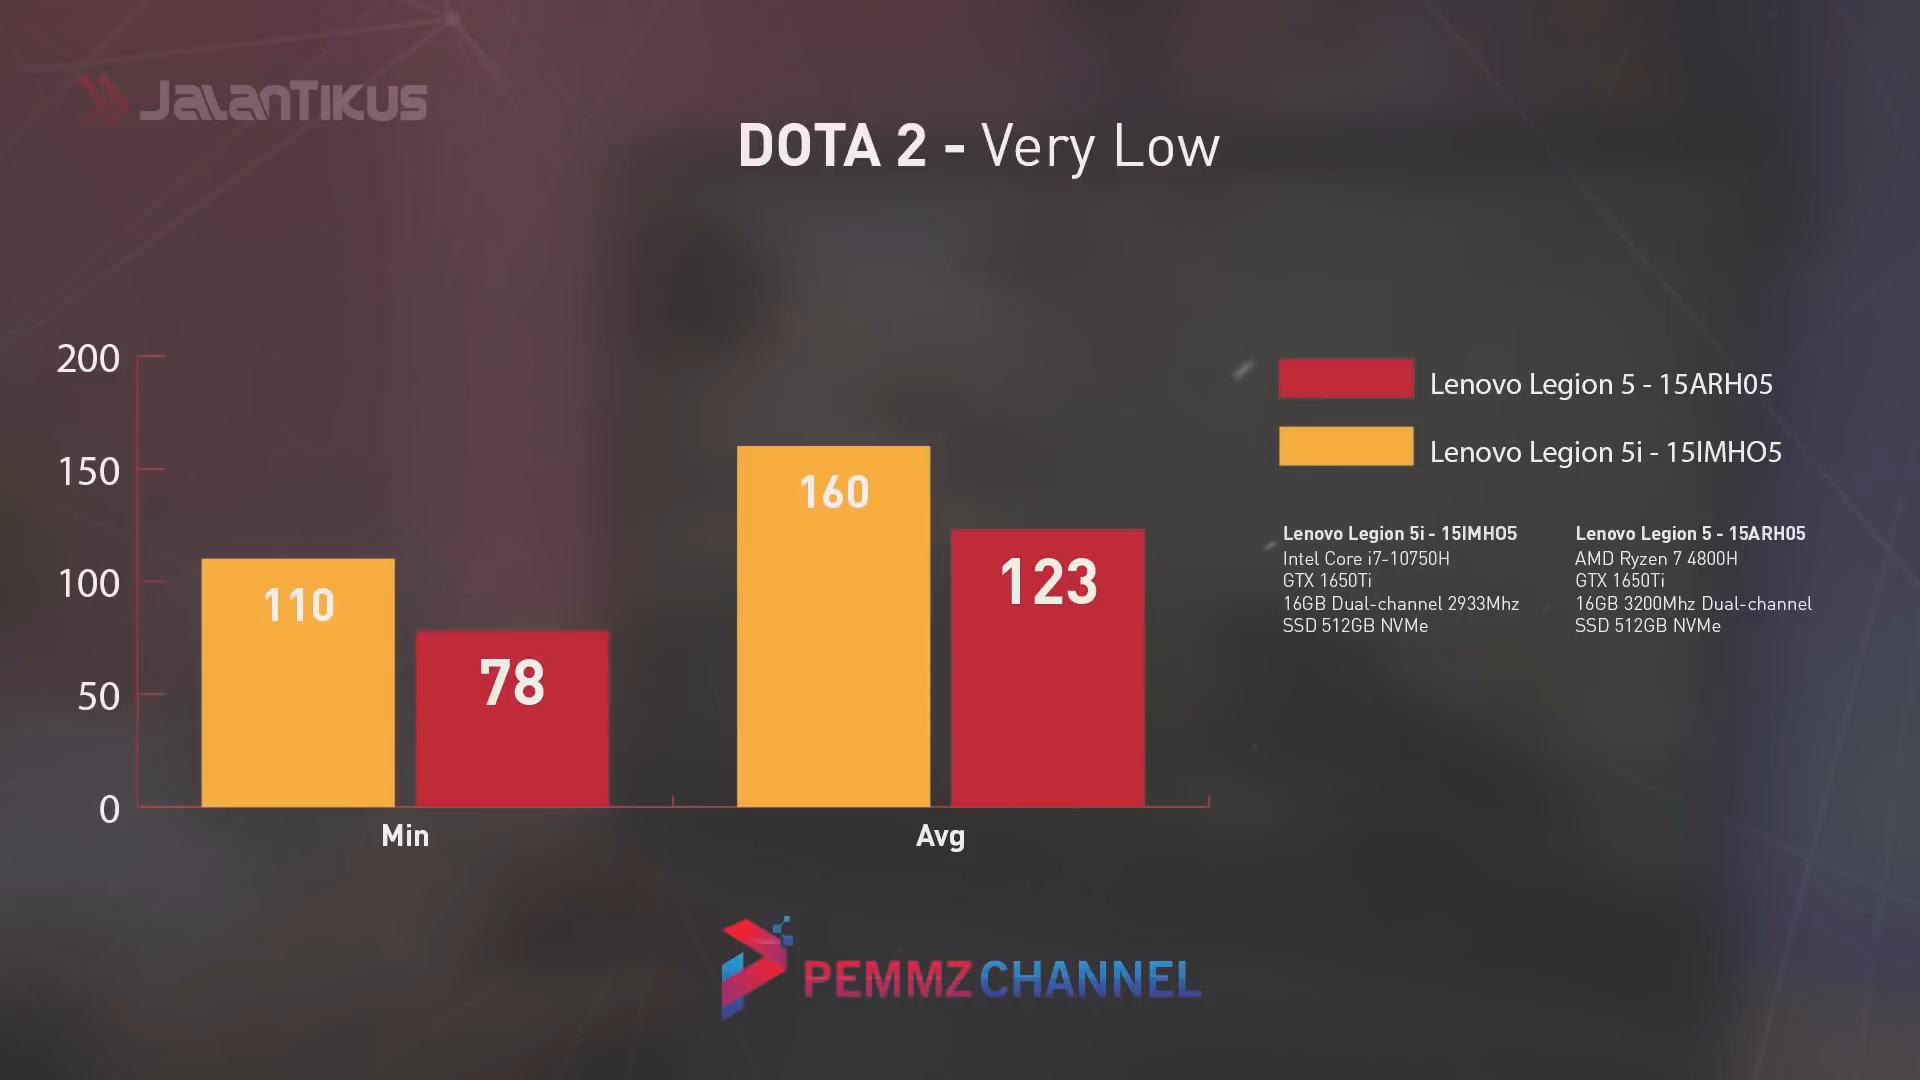 JALANTIKUS
DOTA 2 - Very Low
200
150
100
50
0
110
78
160
123
Min
Avg
Lenovo Legion 5 - 15ARH05
Lenovo Legion 5i - 15IMHO5
Lenovo Legion 5i - 15IMHO5
Intel Core i7-10750H
GTX 1650Ti
16GB Dual-channel 2933Mhz
SSD 512GB NVMe
Lenovo Legion 5 - 15ARH05
AMD Ryzen 7 4800H
GTX 1650Ti
16GB 3200Mhz Dual-channel
SSD 512GB NVMe
PEMMZ CHANNEL